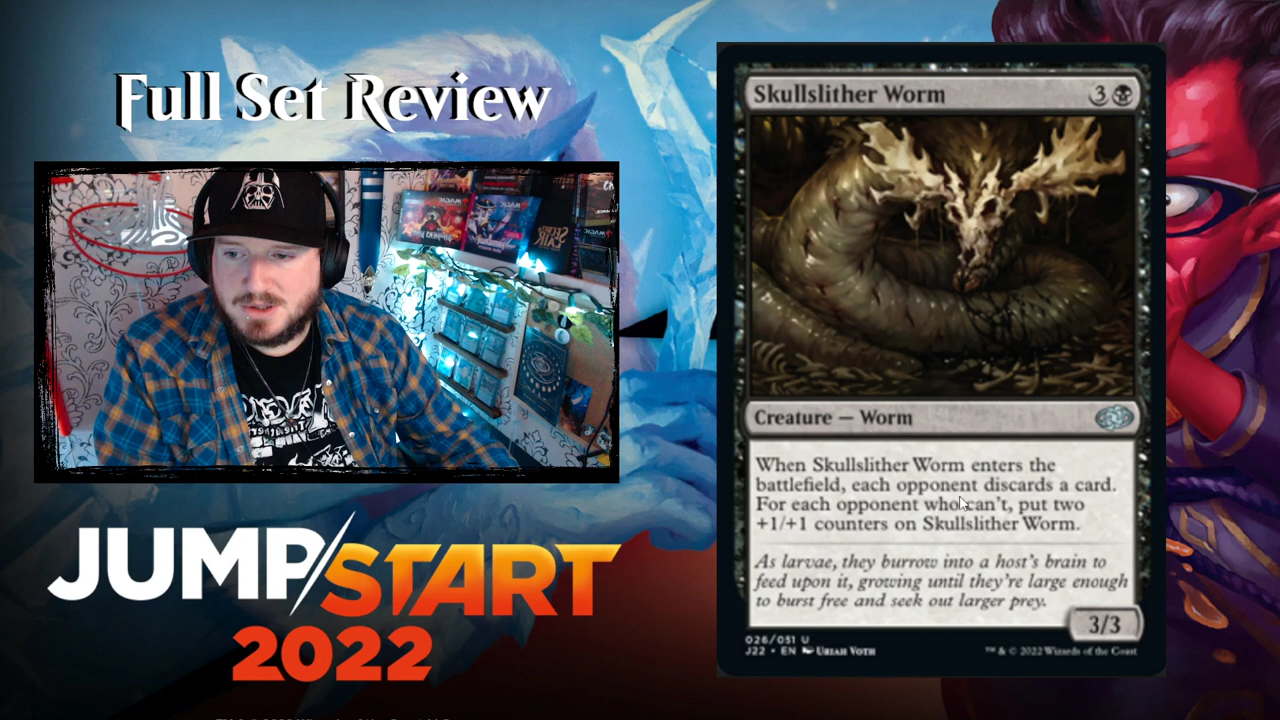 Full Set Review
JUMP/START
2022
Skullslither Worm
3
Creature — Worm
When Skullslither Worm enters the
battlefield, each opponent discards a card.
For each opponent who can't, put two
+1/+1 counters on Skullslither Worm.
As larvae, they burrow into a host's brain to
feed upon it, growing until they're large enough
to burst free and seek out larger prey.
3/3
026/051 U
J22 • EN Uriah Voth
™ & © 2022 Wizards of the Coast